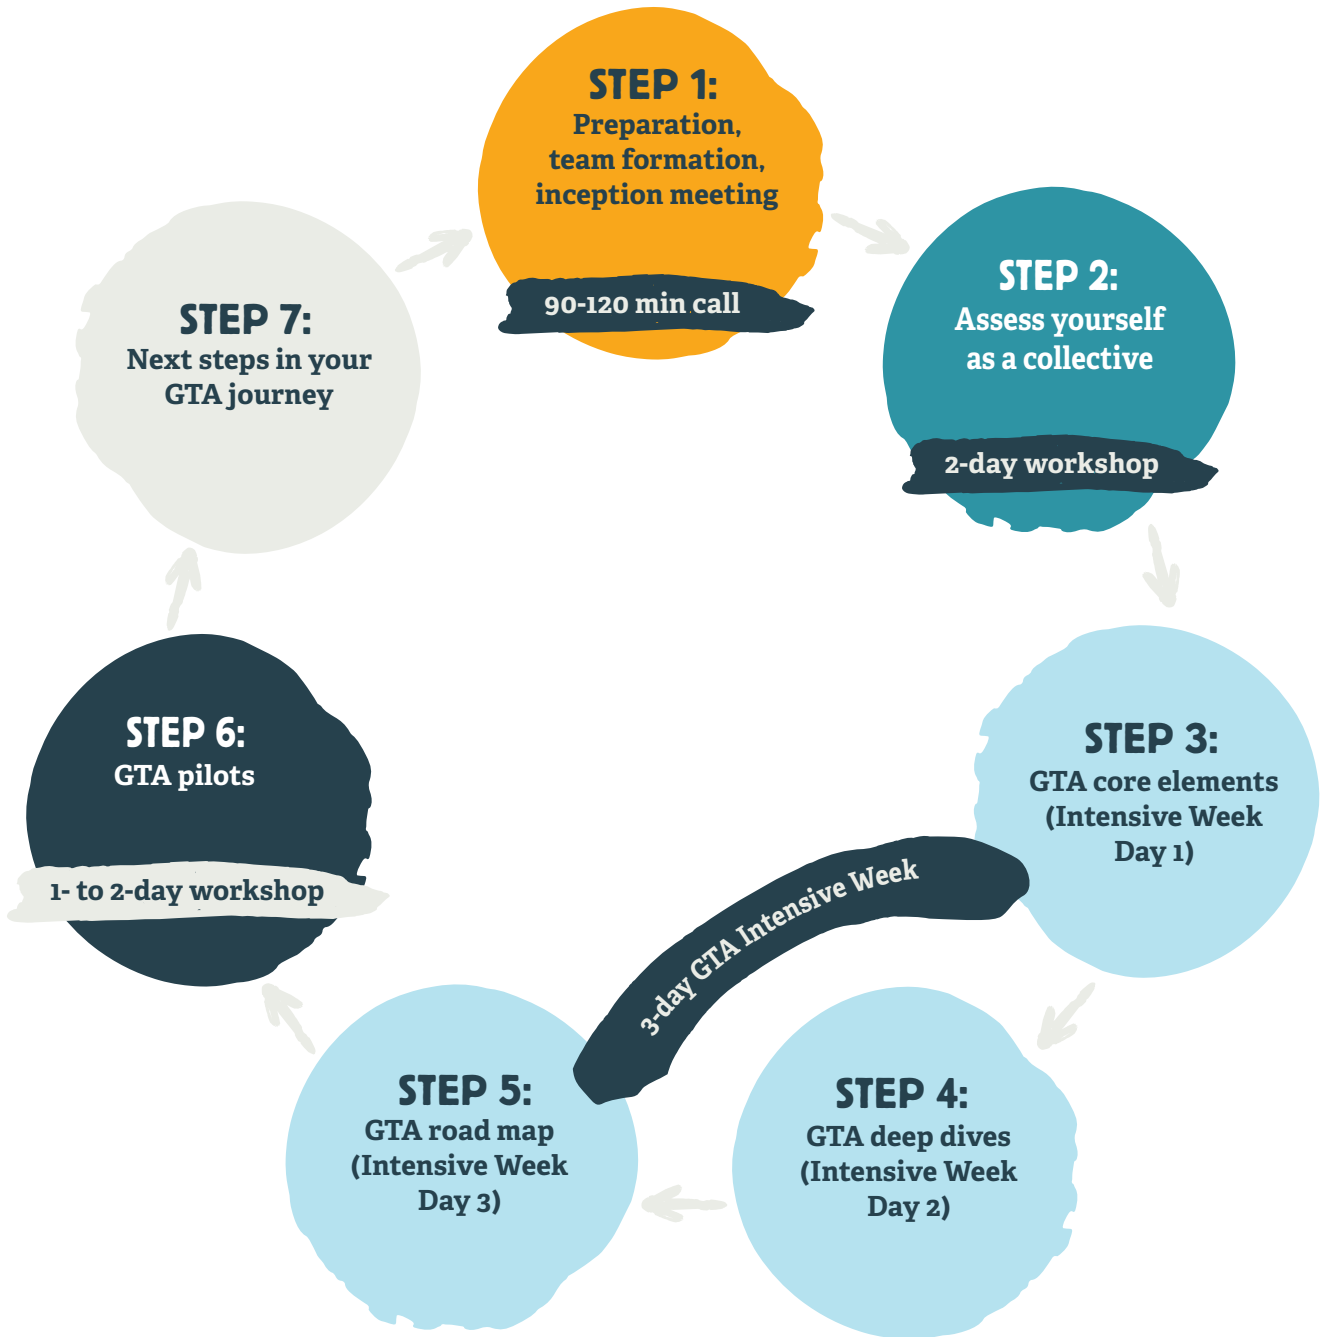 STEP 1:
Preparation,
team formation,
inception meeting
90-120 min call
STEP 2:
Assess yourself
as a collective
2-day workshop
STEP 3:
GTA core elements
(Intensive Week
Day 1)
3-day GTA Intensive Week
STEP 4:
GTA deep dives
(Intensive Week
Day 2)
STEP 5:
GTA road map
(Intensive Week
Day 3)
STEP 6:
GTA pilots
1- to 2-day workshop
STEP 7:
Next steps in your
GTA journey